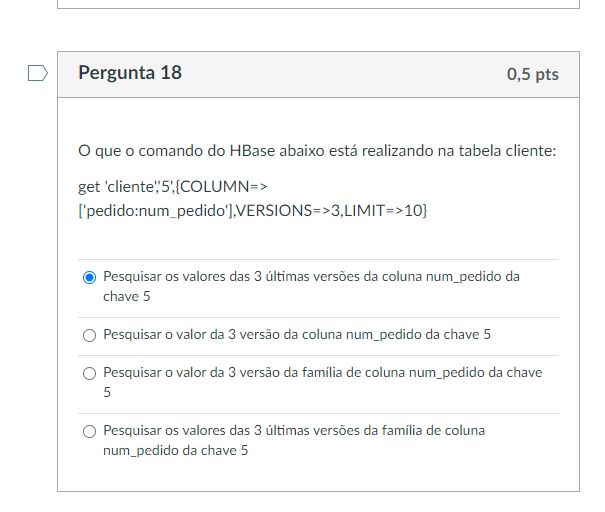 Pergunta 18
0,5 pts
O que o comando do HBase abaixo está realizando na tabela cliente:
get 'cliente','5',{COLUMN=>
['pedido:num_pedido'],VERSIONS=>3,LIMIT=>10}
Pesquisar os valores das 3 últimas versões da coluna num_pedido da
chave 5
Pesquisar o valor da 3 versão da coluna num_pedido da chave 5
Pesquisar o valor da 3 versão da família de coluna num_pedido da chave
5
Pesquisar os valores das 3 últimas versões da família de coluna
num_pedido da chave 5